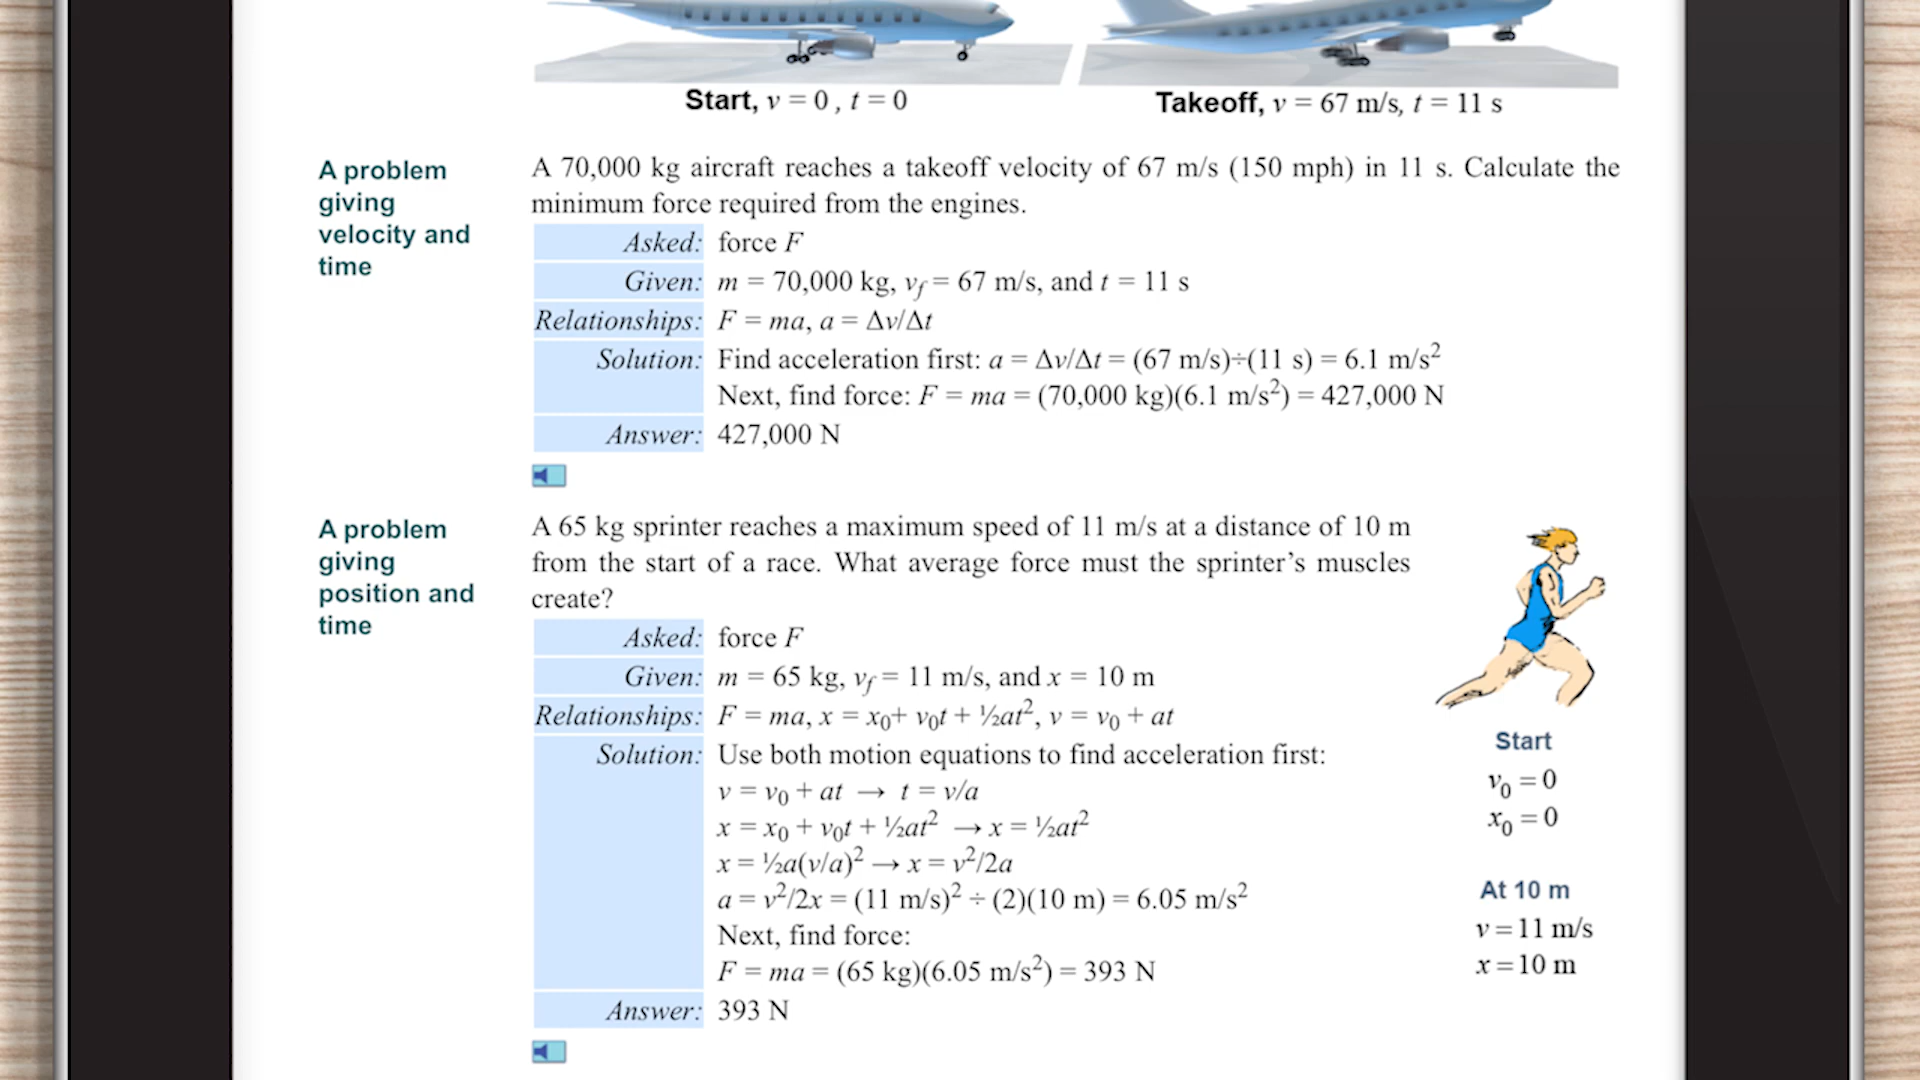 Start, v = 0 , t = 0
Takeoff, v = 67 m/s, t = 11 s
A problem
giving
velocity and
time
A 70,000 kg aircraft reaches a takeoff velocity of 67 m/s (150 mph) in 11 s. Calculate the
minimum force required from the engines.
Asked: force F
Given: m = 70,000 kg, v_f = 67 m/s, and t = 11 s
Relationships: F = ma, a = Δv/Δt
Solution: Find acceleration first: a = Δv/Δt = (67 m/s)÷(11 s) = 6.1 m/s²
Next, find force: F = ma = (70,000 kg)(6.1 m/s²) = 427,000 N
Answer: 427,000 N
A problem
giving
position and
time
A 65 kg sprinter reaches a maximum speed of 11 m/s at a distance of 10 m
from the start of a race. What average force must the sprinter’s muscles
create?
Asked: force F
Given: m = 65 kg, v_f = 11 m/s, and x = 10 m
Relationships: F = ma, x = x₀+ v₀t + ½at², v = v₀ + at
Solution: Use both motion equations to find acceleration first:
v = v₀ + at → t = v/a
x = x₀ + v₀t + ½at² → x = ½at²
x = ½a(v/a)² → x = v²/2a
a = v²/2x = (11 m/s)² ÷ (2)(10 m) = 6.05 m/s²
Next, find force:
F = ma = (65 kg)(6.05 m/s²) = 393 N
Answer: 393 N
Start
v₀ = 0
x₀ = 0
At 10 m
v = 11 m/s
x = 10 m